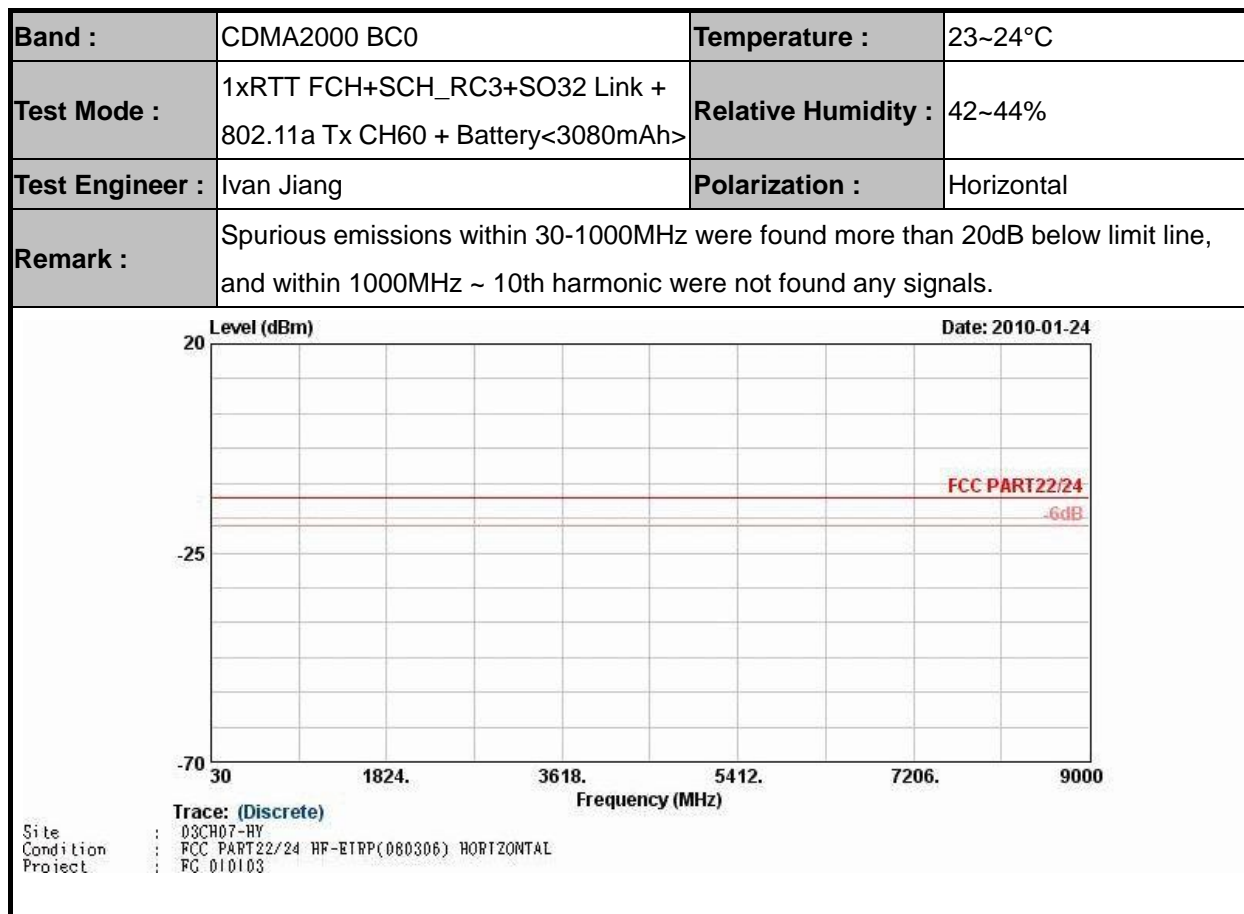 Band : CDMA2000 BC0 Temperature : 23~24°C
Test Mode : 1xRTT FCH+SCH_RC3+SO32 Link +
802.11a Tx CH60 + Battery<3080mAh> Relative Humidity : 42~44%
Test Engineer : Ivan Jiang Polarization : Horizontal
Remark : Spurious emissions within 30-1000MHz were found more than 20dB below limit line,
and within 1000MHz ~ 10th harmonic were not found any signals.
Level (dBm) Date: 2010-01-24
20
FCC PART22/24
-6dB
-25
-70
30 1824. 3618. 5412. 7206. 9000
Frequency (MHz)
Trace: (Discrete)
Site : 03CH07-HY
Condition : FCC PART22/24 HF-EIRP(080306) HORIZONTAL
Project : FG 010103